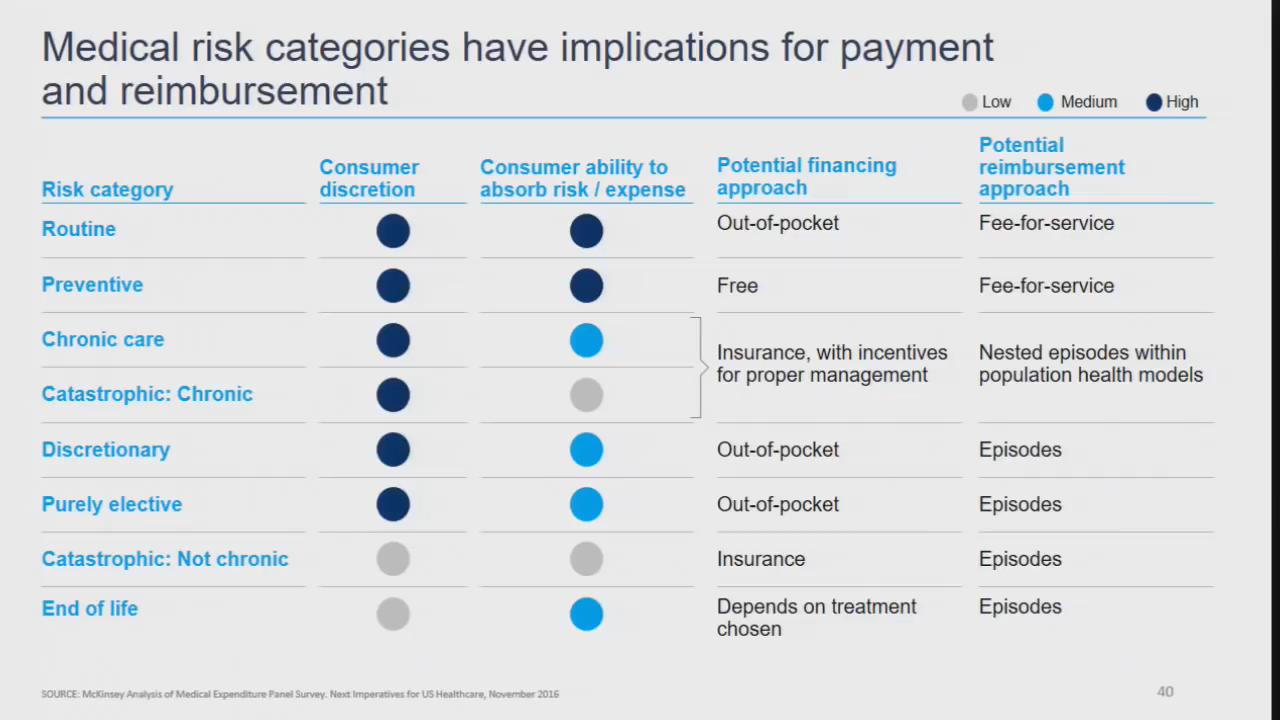 Medical risk categories have implications for payment
and reimbursement
Low Medium High
Risk category
Consumer
discretion
Consumer ability to
absorb risk / expense
Potential financing
approach
Potential
reimbursement
approach
Routine
Out-of-pocket
Fee-for-service
Preventive
Free
Fee-for-service
Chronic care
Catastrophic: Chronic
Insurance, with incentives
for proper management
Nested episodes within
population health models
Discretionary
Out-of-pocket
Episodes
Purely elective
Out-of-pocket
Episodes
Catastrophic: Not chronic
Insurance
Episodes
End of life
Depends on treatment
chosen
Episodes
SOURCE: McKinsey Analysis of Medical Expenditure Panel Survey. Next Imperatives for US Healthcare, November 2016
40